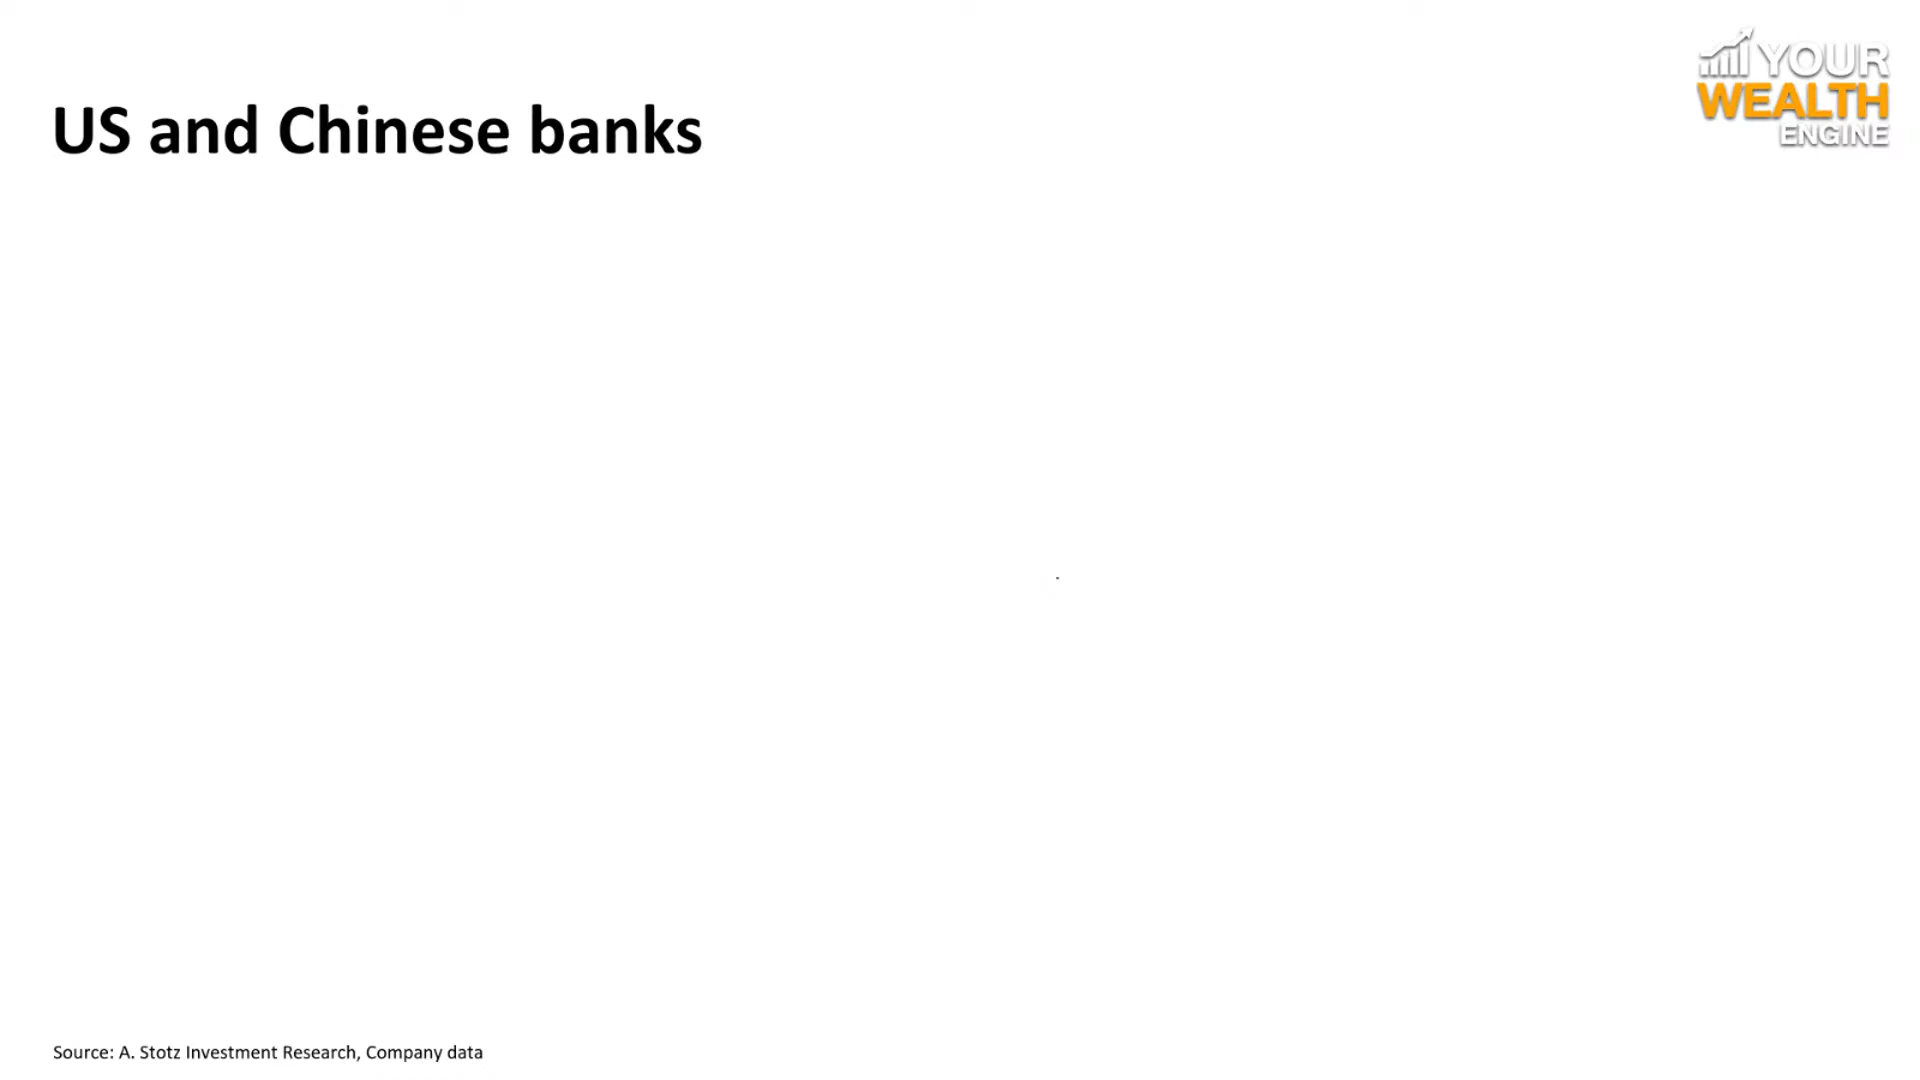 YOUR
WEALTH
ENGINE
US and Chinese banks
Source: A. Stotz Investment Research, Company data